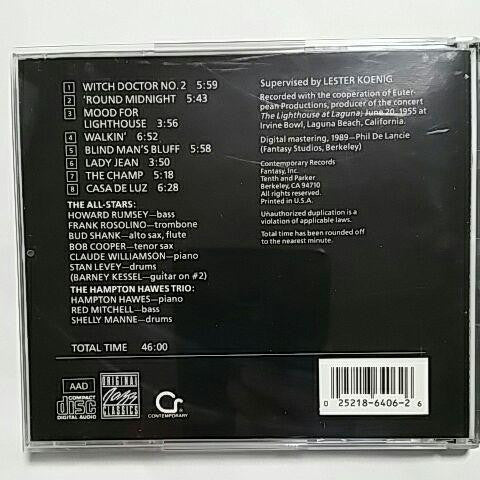 1 WITCH DOCTOR NO. 2 5:59
2 'ROUND MIDNIGHT 5:43
3 MOOD FOR
LIGHTHOUSE 3:56
4 WALKIN' 6:52
5 BLIND MAN'S BLUFF 5:58
6 LADY JEAN 3:50
7 THE CHAMP 5:18
8 CASA DE LUZ 6:28
THE ALL-STARS:
HOWARD RUMSEY—bass
FRANK ROSOLINO—trombone
BUD SHANK—alto sax, flute
BOB COOPER—tenor sax
CLAUDE WILLIAMSON—piano
STAN LEVEY—drums
(BARNEY KESSEL—guitar on #2)
THE HAMPTON HAWES TRIO:
HAMPTON HAWES—piano
RED MITCHELL—bass
SHELLY MANNE—drums
TOTAL TIME 46:00
Supervised by LESTER KOENIG
Recorded with the cooperation of Euter-
pean Productions, producer of the concert
The Lighthouse at Laguna, June 20, 1955 at
Irvine Bowl, Laguna Beach, California.
Digital mastering, 1989—Phil De Lancie
(Fantasy Studios, Berkeley)
Contemporary Records
Fantasy, Inc.
Tenth and Parker
Berkeley, CA 94710
All rights reserved.
Printed in U.S.A.
Unauthorized duplication is a
violation of applicable laws.
Total time has been rounded off
to the nearest minute.
AAD
COMPACT
disc
DIGITAL AUDIO
ORIGINAL
Jazz
CLASSICS
CR
CONTEMPORARY
0 25218-6406-2 6